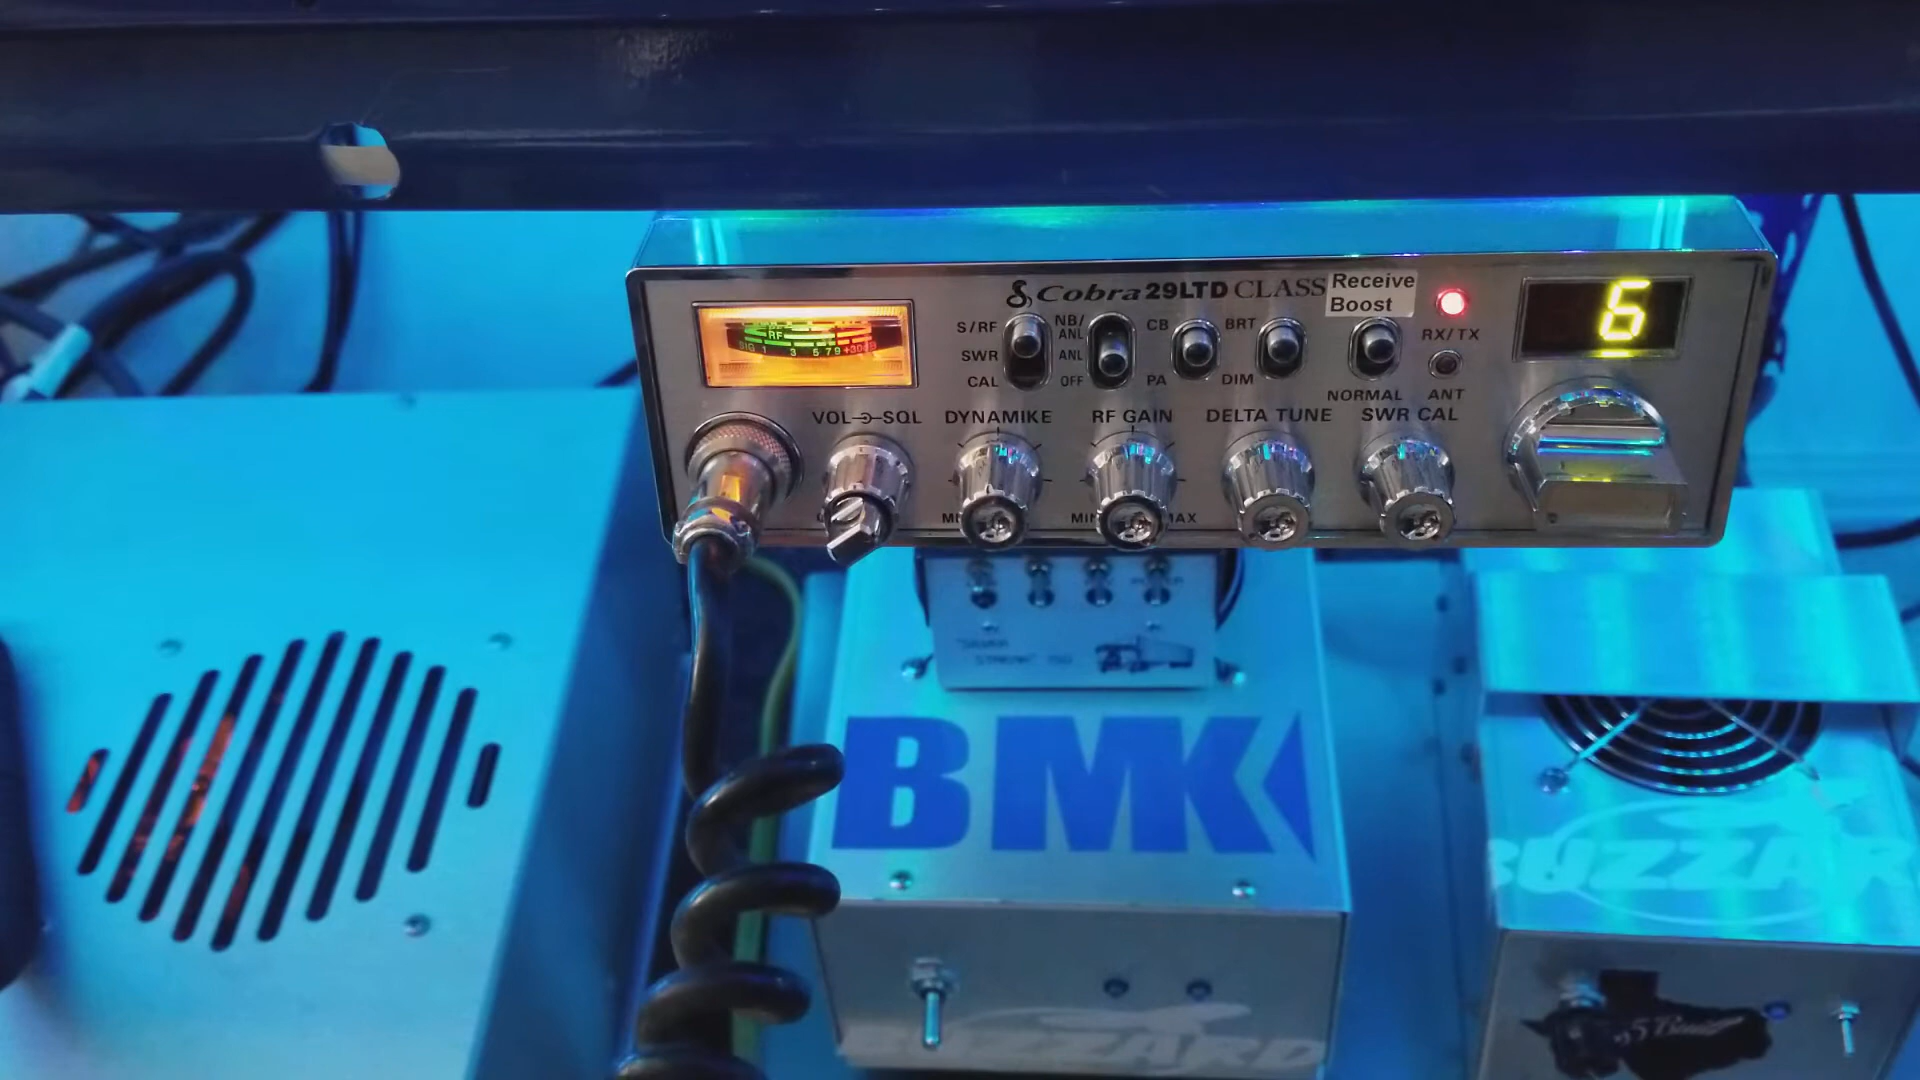 Cobra 29LTD CLASS
Receive
Boost
6
S/RF
SWR
CAL
NB/
ANL
ANL
OFF
CB
PA
BRT
DIM
NORMAL
RX/TX
ANT
RF
SIG 1 3 5 7 9 +30dB
VOL SQL
DYNAMIKE
RF GAIN
DELTA TUNE
SWR CAL
MIN
MAX
BMK
BUZZARD
BUZZARD